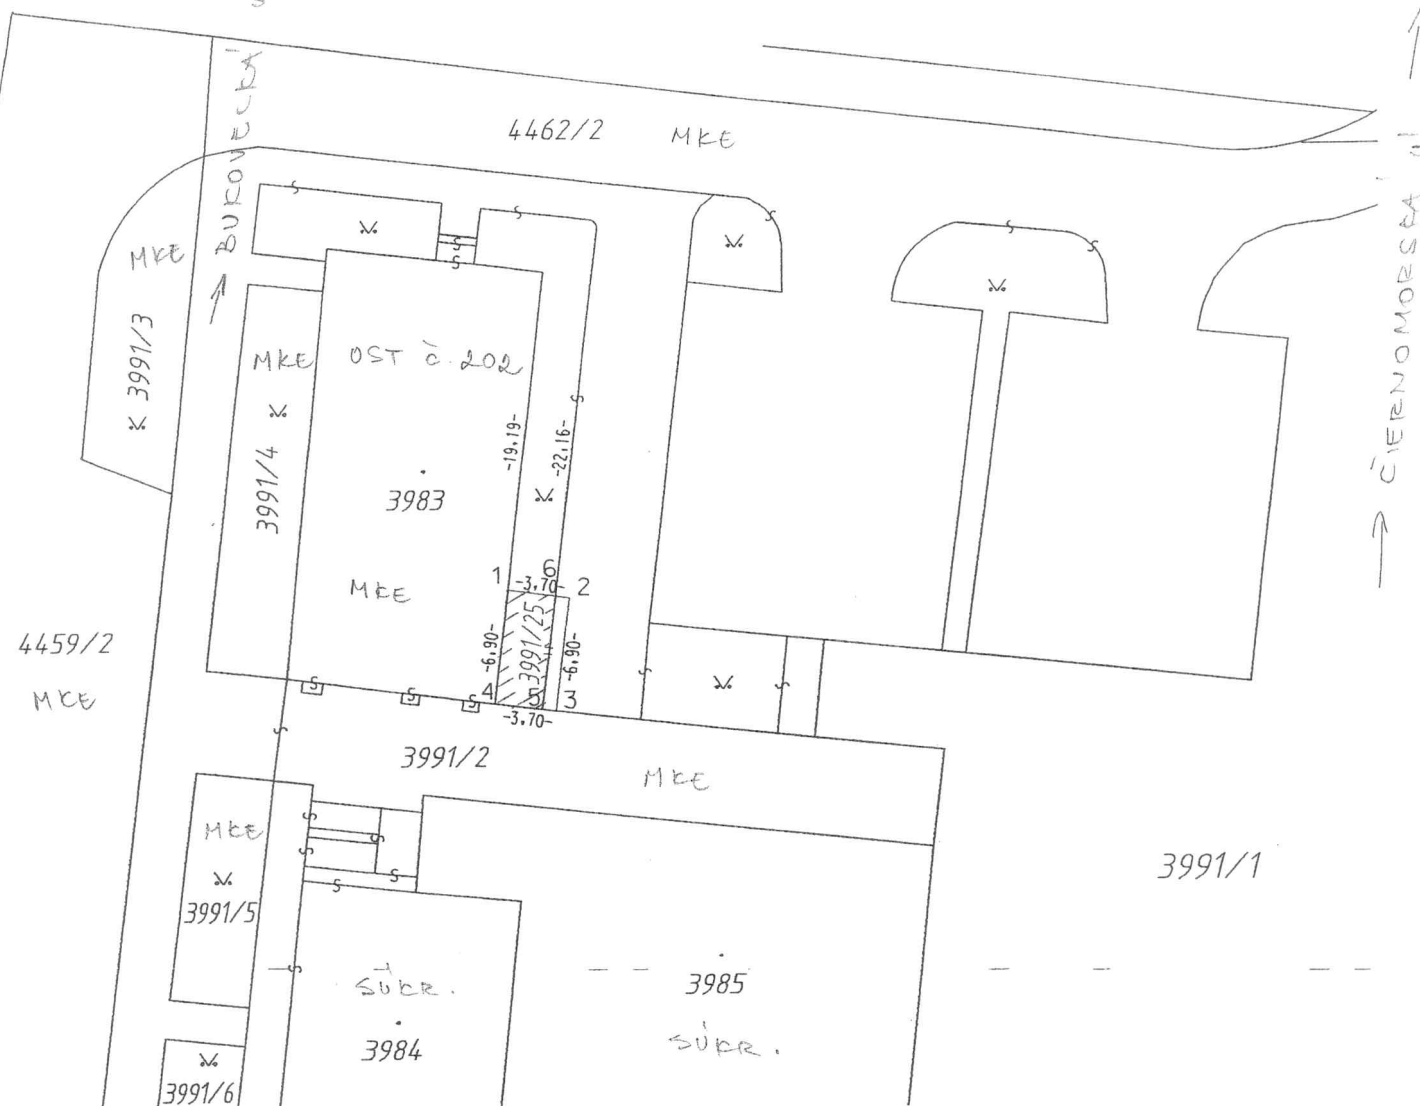 4462/2 MKE
BUKOVECKÁ
ČIERNOMORSKÁ
MKE
3991/3
MKE
OST č. 202
3991/4
-19,19-
-22,16-
3983
MKE
1
6
2
-3,70-
3991/25
-6,90-
-6,90-
4
5
3
-3,70-
4459/2
MKE
3991/2
MKE
MKE
3991/5
3991/1
SÚKR.
3984
3985
SÚKR.
3991/6